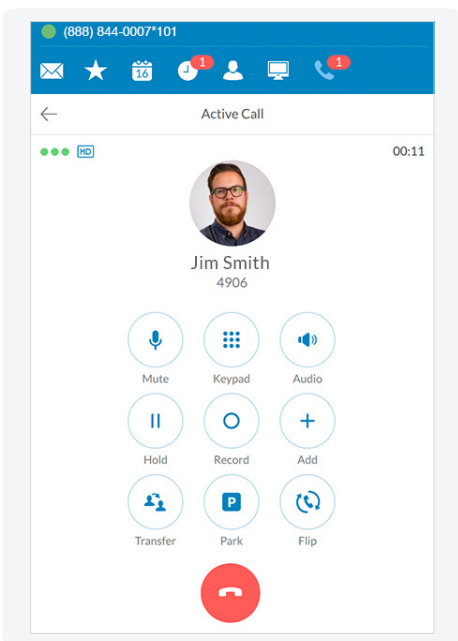 (888) 844-0007*101
16
1
1
Active Call
HD
00:11
Jim Smith
4906
Mute Keypad Audio
Hold Record Add
Transfer P Park Flip